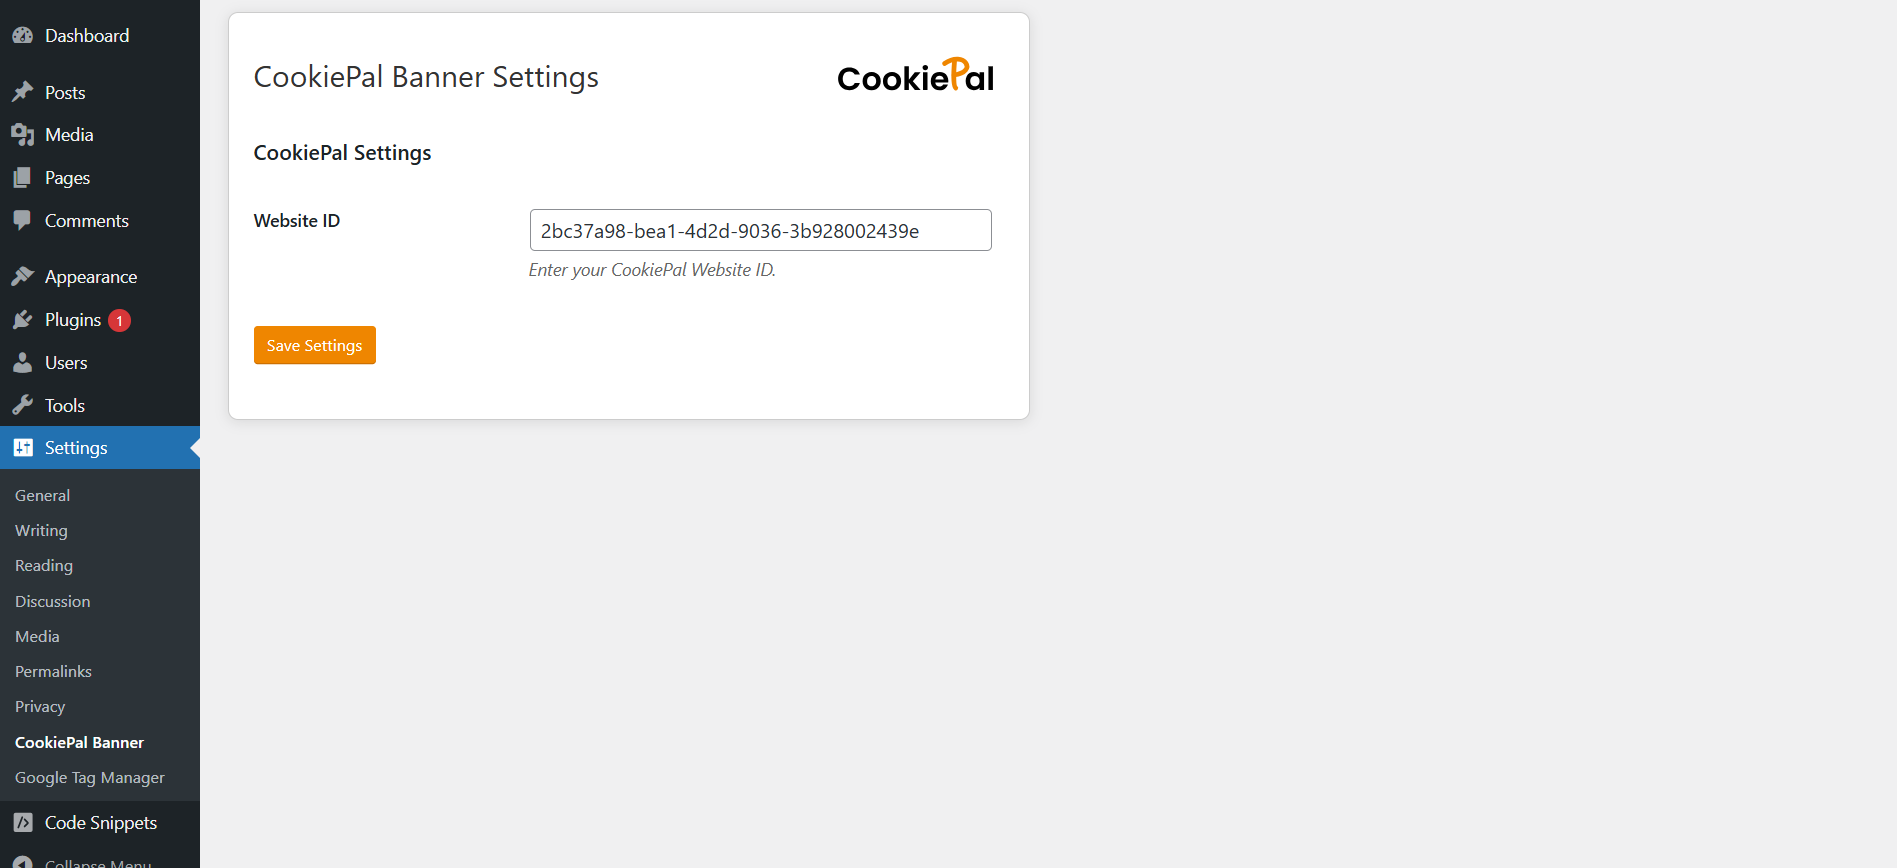 Dashboard
Posts
Media
Pages
Comments
Appearance
Plugins 1
Users
Tools
Settings
General
Writing
Reading
Discussion
Media
Permalinks
Privacy
CookiePal Banner
Google Tag Manager
Code Snippets
Collapse Menu
CookiePal Banner Settings
CookiePal
CookiePal Settings
Website ID
2bc37a98-bea1-4d2d-9036-3b928002439e
Enter your CookiePal Website ID.
Save Settings